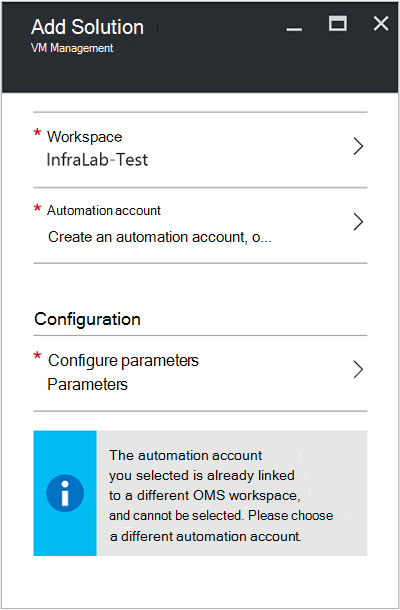 Add Solution
VM Management
* Workspace
InfraLab-Test
* Automation account
Create an automation account, o...
Configuration
* Configure parameters
Parameters
The automation account
you selected is already linked
to a different OMS workspace,
and cannot be selected. Please choose
a different automation account.